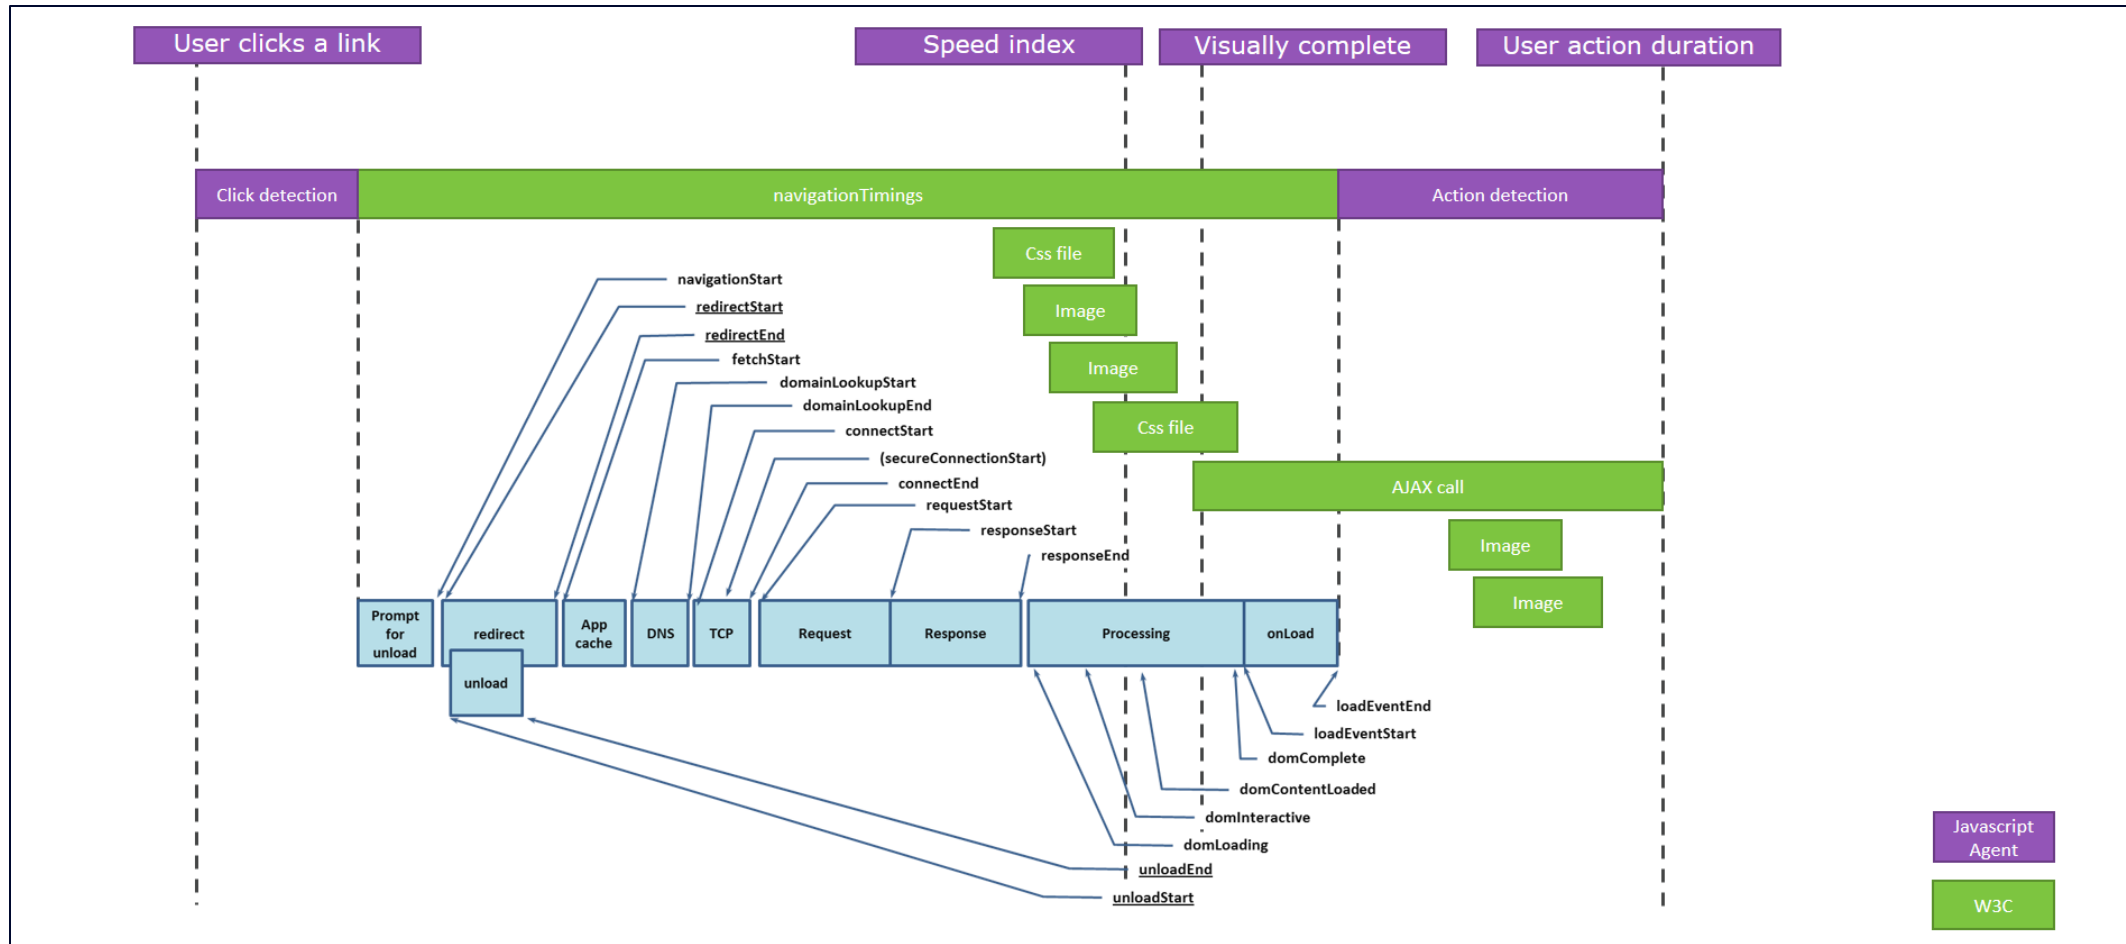 User clicks a link
Speed index
Visually complete
User action duration
Click detection
navigationTimings
Action detection
Css file
navigationStart
redirectStart
Image
redirectEnd
fetchStart
Image
domainLookupStart
domainLookupEnd
connectStart
Css file
(secureConnectionStart)
connectEnd
AJAX call
requestStart
responseStart
Image
responseEnd
Image
Prompt
for
unload
redirect
App
cache
DNS
TCP
Request
Response
Processing
onLoad
unload
loadEventEnd
loadEventStart
domComplete
domContentLoaded
domInteractive
domLoading
unloadEnd
unloadStart
Javascript
Agent
W3C